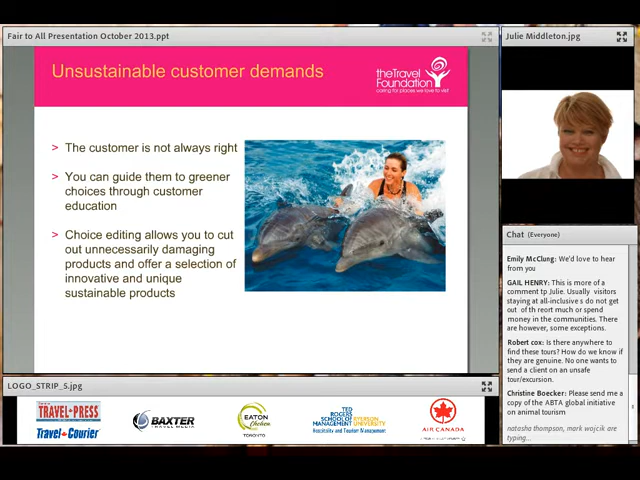 Fair to All Presentation October 2013.ppt
Unsustainable customer demands
theTravel
Foundation
caring for places we love to visit
> The customer is not always right
> You can guide them to greener
choices through customer
education
> Choice editing allows you to cut
out unnecessarily damaging
products and offer a selection of
innovative and unique
sustainable products
Julie Middleton.jpg
Chat (Everyone)
Emily McClung: We'd love to hear
from you
GAIL HENRY: This is more of a
comment tp Julie. Usually visitors
staying at all-inclusive s do not get
out of th reort much or spend
money in the communities. There
are however, some exceptions.
Robert cox: Is there anywhere to
find these tours? How do we know if
they are genuine. No one wants to
send a client on an unsafe
tour/excursion.
Christine Boecker: Please send me a
copy of the ABTA global initiative
on animal tourism
natasha thompson, mark wojcik are
typing...
LOGO_STRIP_5.jpg
TRAVEL PRESS
Travel Courier
BAXTER
TRAVEL MEDIA
EATON
Chelsea
TORONTO
TED
ROGERS
SCHOOL OF
MANAGEMENT
RYERSON
UNIVERSITY
Hospitality and Tourism Management
AIR CANADA